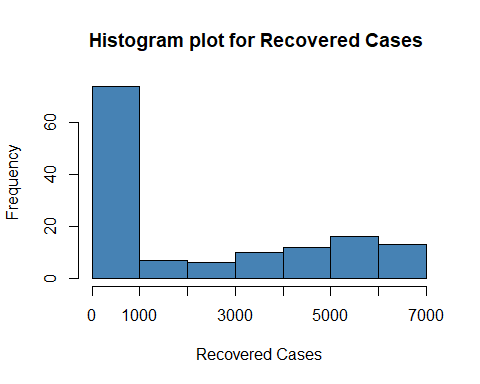 Histogram plot for Recovered Cases
Frequency
60
40
20
0
0 1000 3000 5000 7000
Recovered Cases